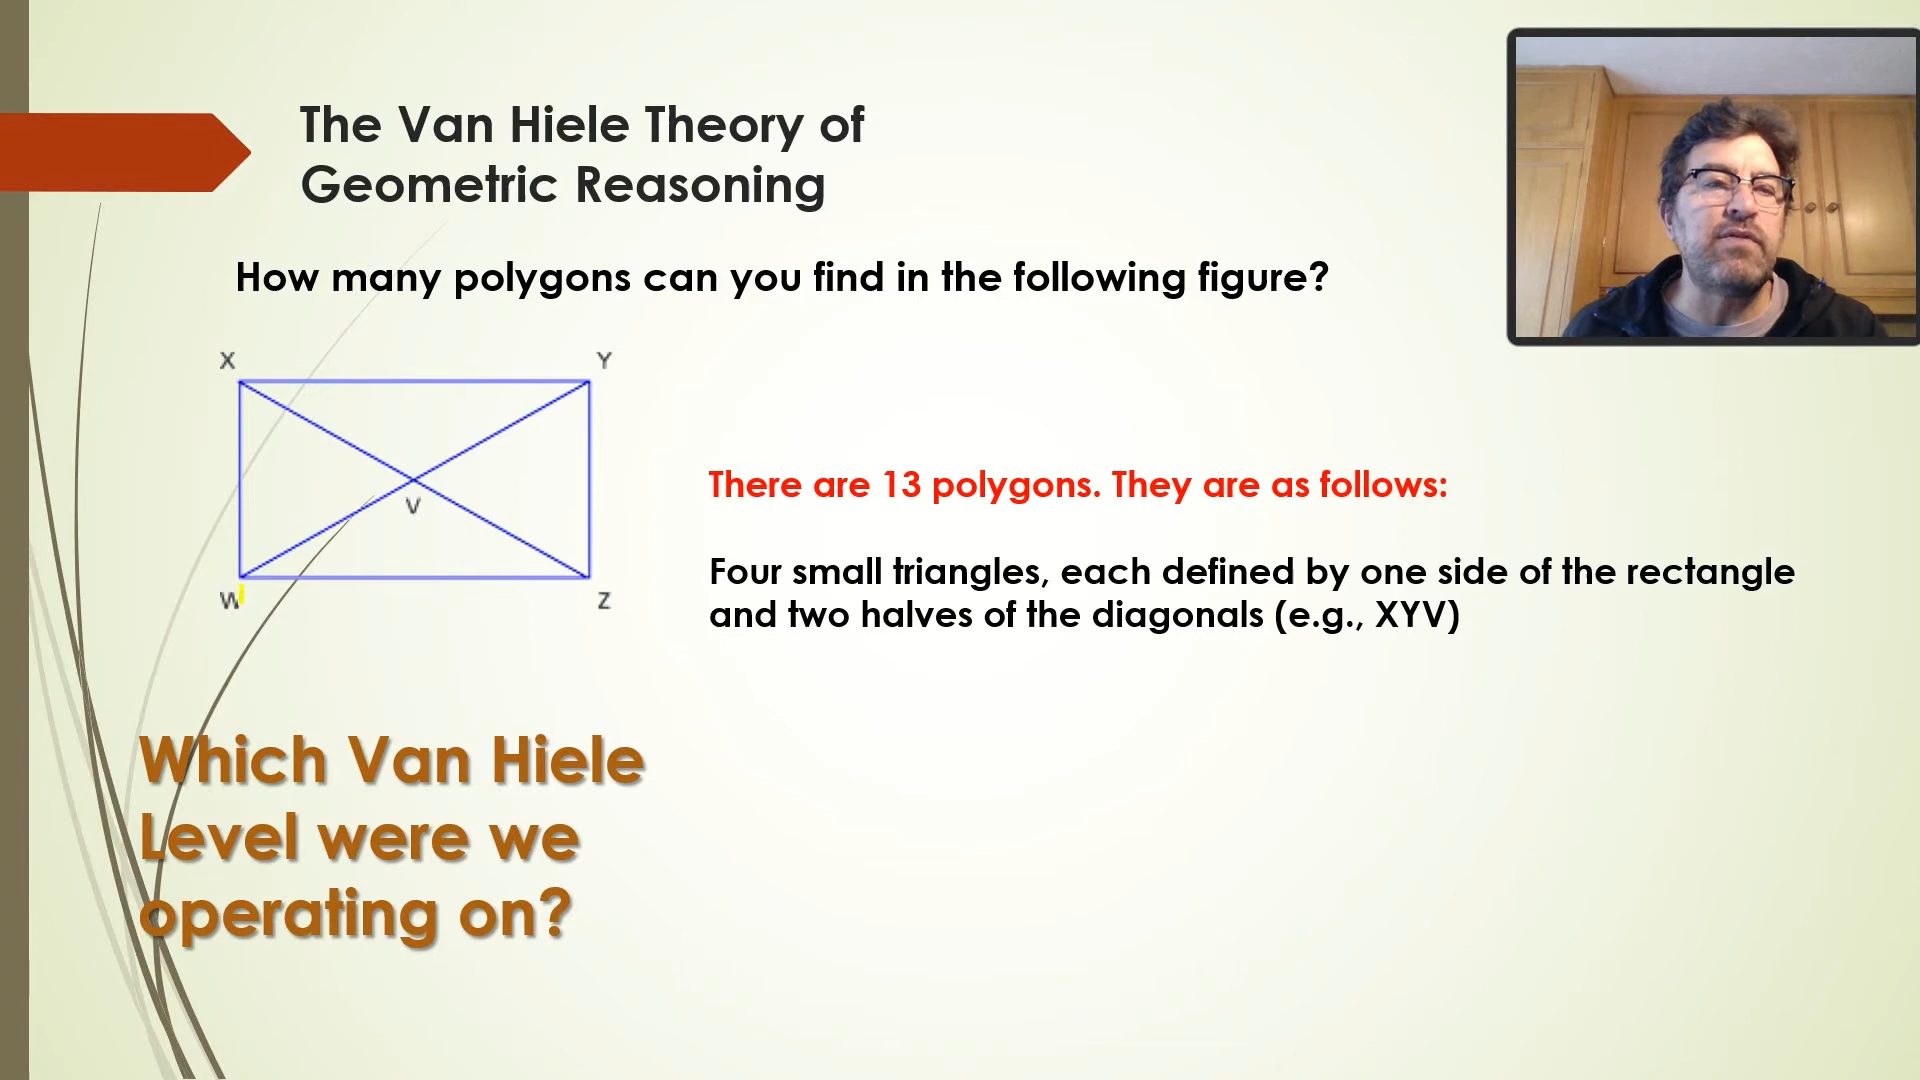 The Van Hiele Theory of
Geometric Reasoning
How many polygons can you find in the following figure?
X
Y
V
W
Z
There are 13 polygons. They are as follows:
Four small triangles, each defined by one side of the rectangle
and two halves of the diagonals (e.g., XYV)
Which Van Hiele
Level were we
operating on?